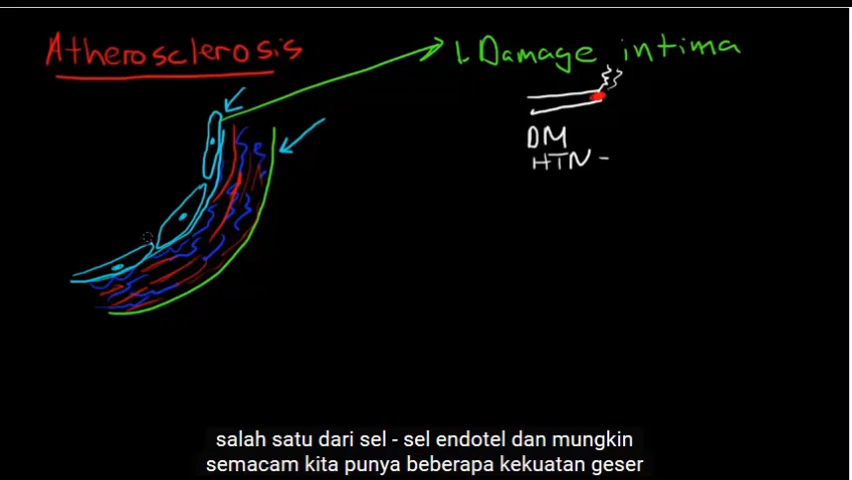 Atherosclerosis
1. Damage intima
DM
HTN -
salah satu dari sel - sel endotel dan mungkin
semacam kita punya beberapa kekuatan geser